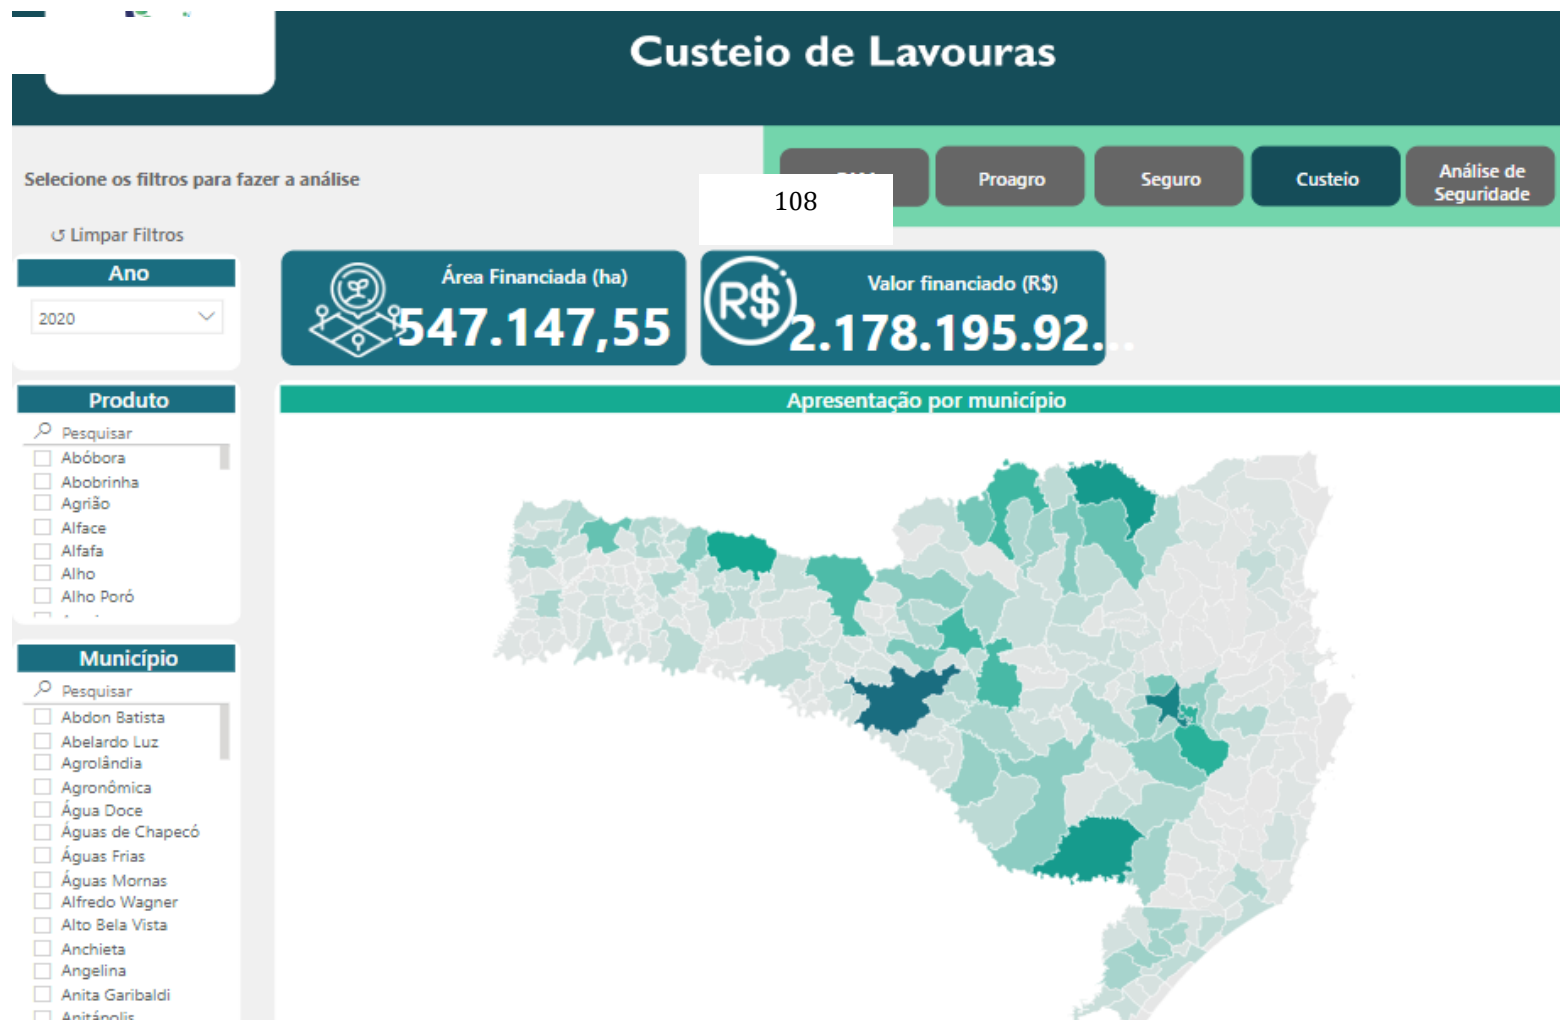 Custeio de Lavouras
Selecione os filtros para fazer a análise
Proagro
Seguro
Custeio
Análise de
Seguridade
108
Limpar Filtros
Ano
2020
Área Financiada (ha)
547.147,55
R$
Valor financiado (R$)
2.178.195.92...
Produto
Pesquisar
Abóbora
Abobrinha
Agrião
Alface
Alfafa
Alho
Alho Poró
Apresentação por município
Município
Pesquisar
Abdon Batista
Abelardo Luz
Agrolândia
Agronômica
Água Doce
Águas de Chapecó
Águas Frias
Águas Mornas
Alfredo Wagner
Alto Bela Vista
Anchieta
Angelina
Anita Garibaldi
Anitápolis